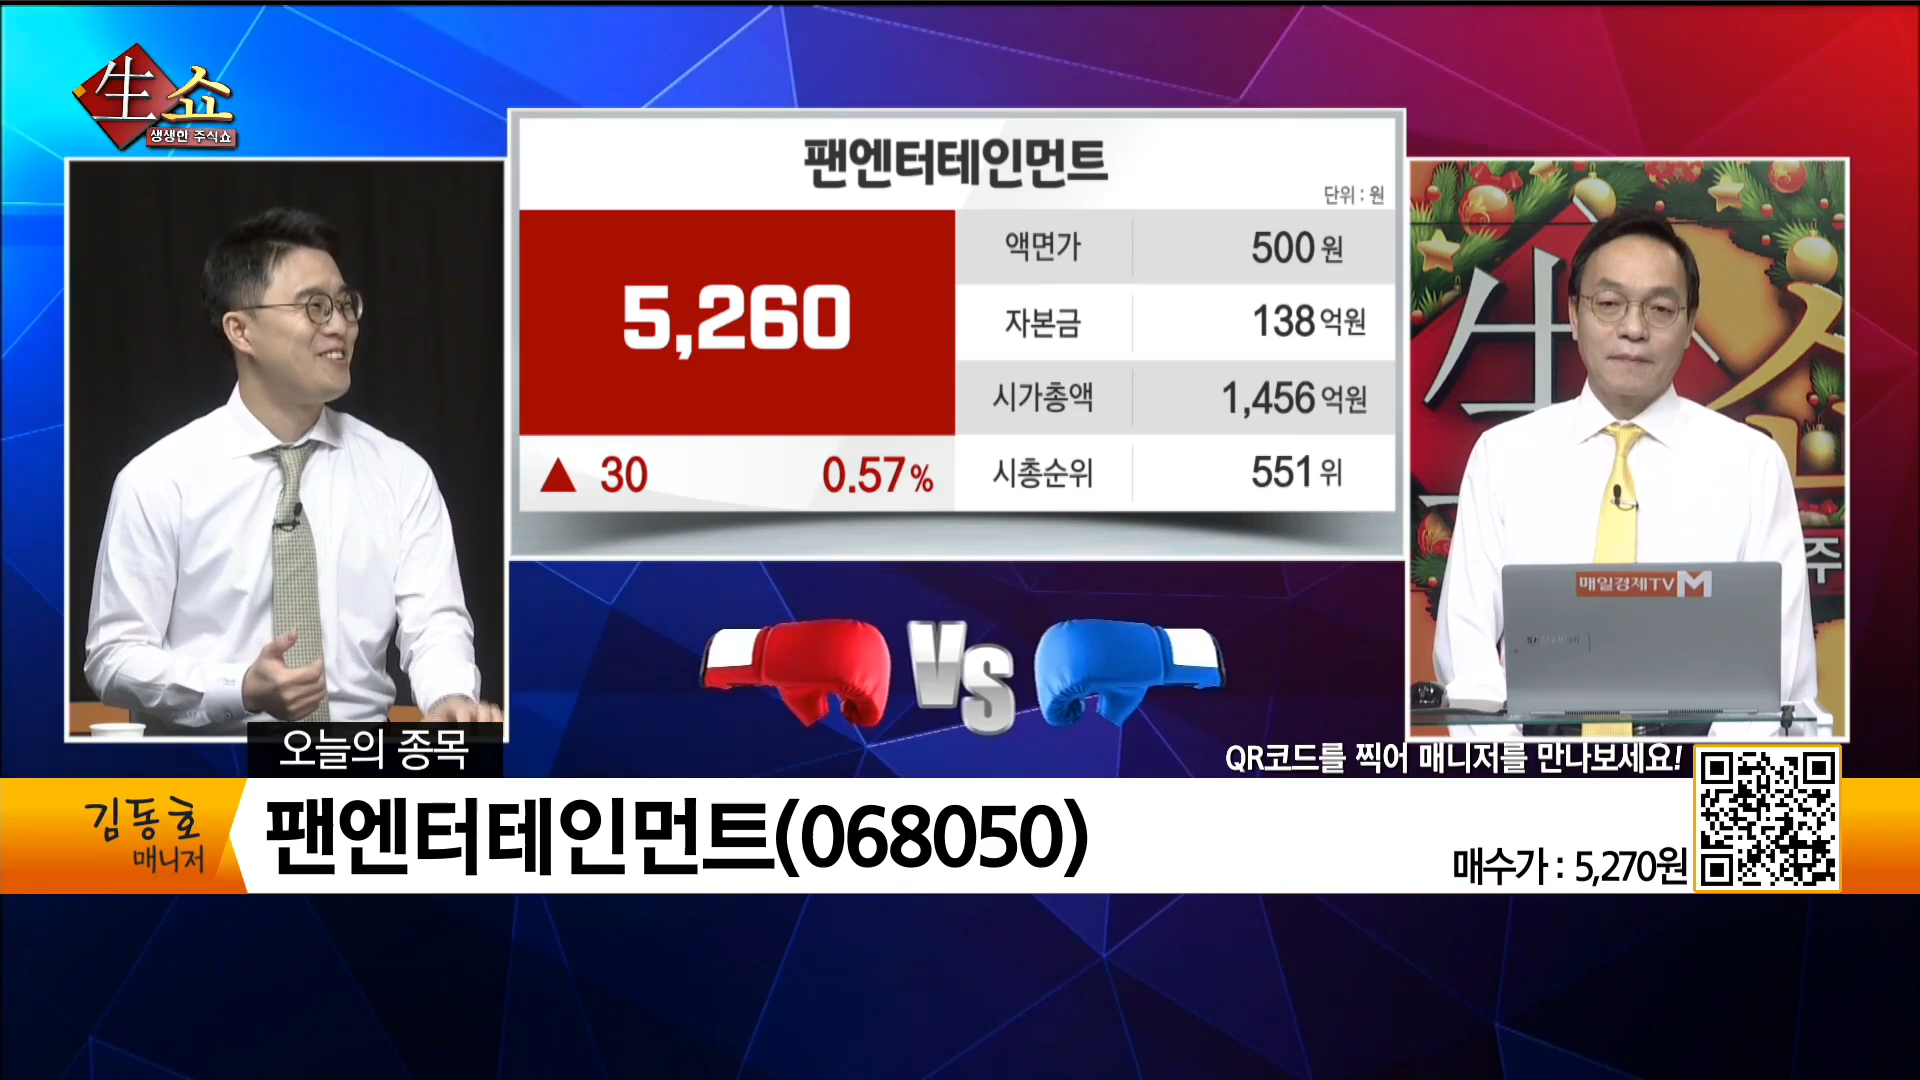 生쇼
생생한 주식쇼
팬엔터테인먼트
단위 : 원
5,260
▲ 30 0.57%
액면가 500 원
자본금 138 억원
시가총액 1,456 억원
시총순위 551 위
VS
生쇼
주
매일경제TV M
SAMSUNG
오늘의 종목
QR코드를 찍어 매니저를 만나보세요!
김동호
매니저
팬엔터테인먼트(068050)
매수가 : 5,270원